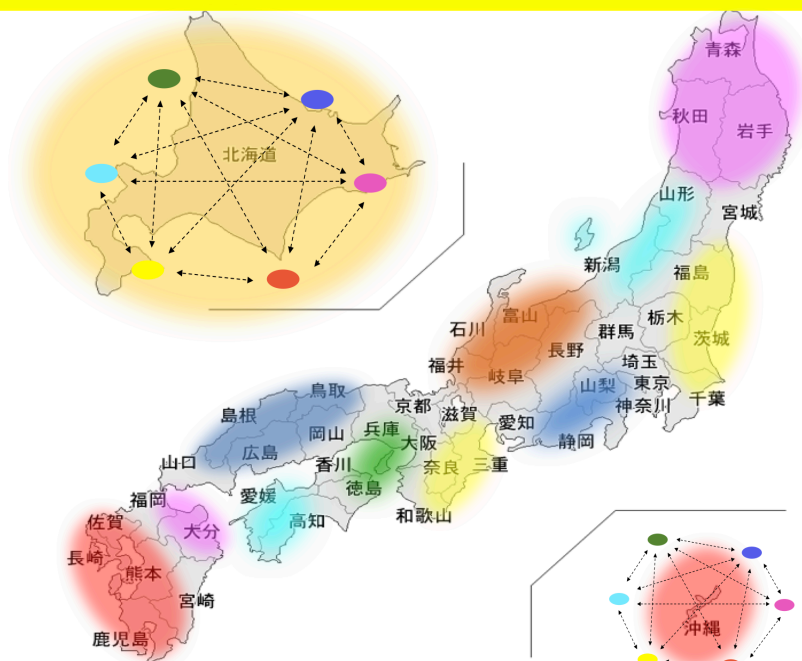 青森
秋田
岩手
北海道
山形
宮城
新潟
福島
富山
栃木
石川
群馬
茨城
長野
福井
埼玉
岐阜
東京
山梨
鳥取
千葉
京都
神奈川
滋賀
島根
愛知
兵庫
岡山
大阪
静岡
広島
山口
香川
奈良
三重
徳島
愛媛
福岡
和歌山
佐賀
高知
大分
長崎
熊本
宮崎
沖縄
鹿児島